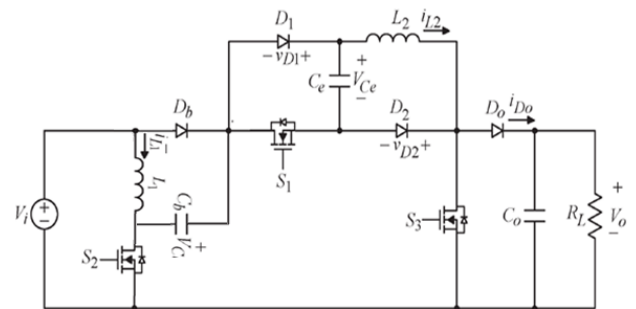 D1
L2
iL2
−vD1+
Ce
+
VCe
−
Db
D2
Do
iDo
−vD2+
iL1
−
L1
Cb
VC
+
S1
Vi
+
−
S2
S3
Co
RL
+
Vo
−